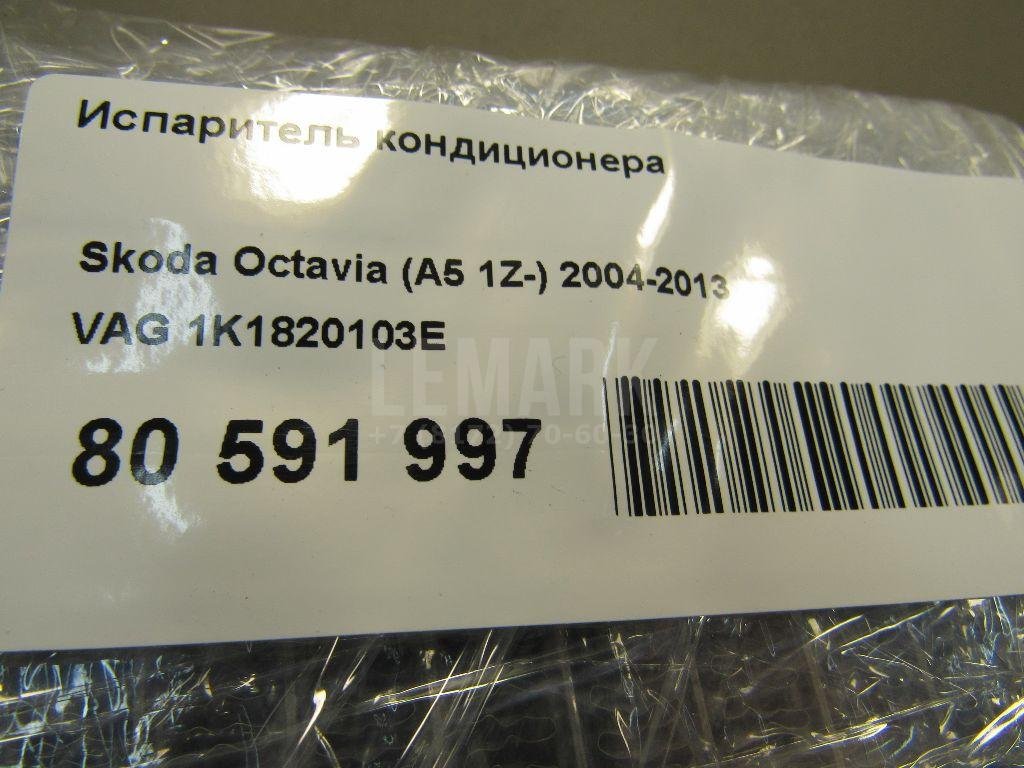 Испаритель кондиционера
Skoda Octavia (A5 1Z-) 2004-2013
VAG 1K1820103E
LEMARK
80 591 997